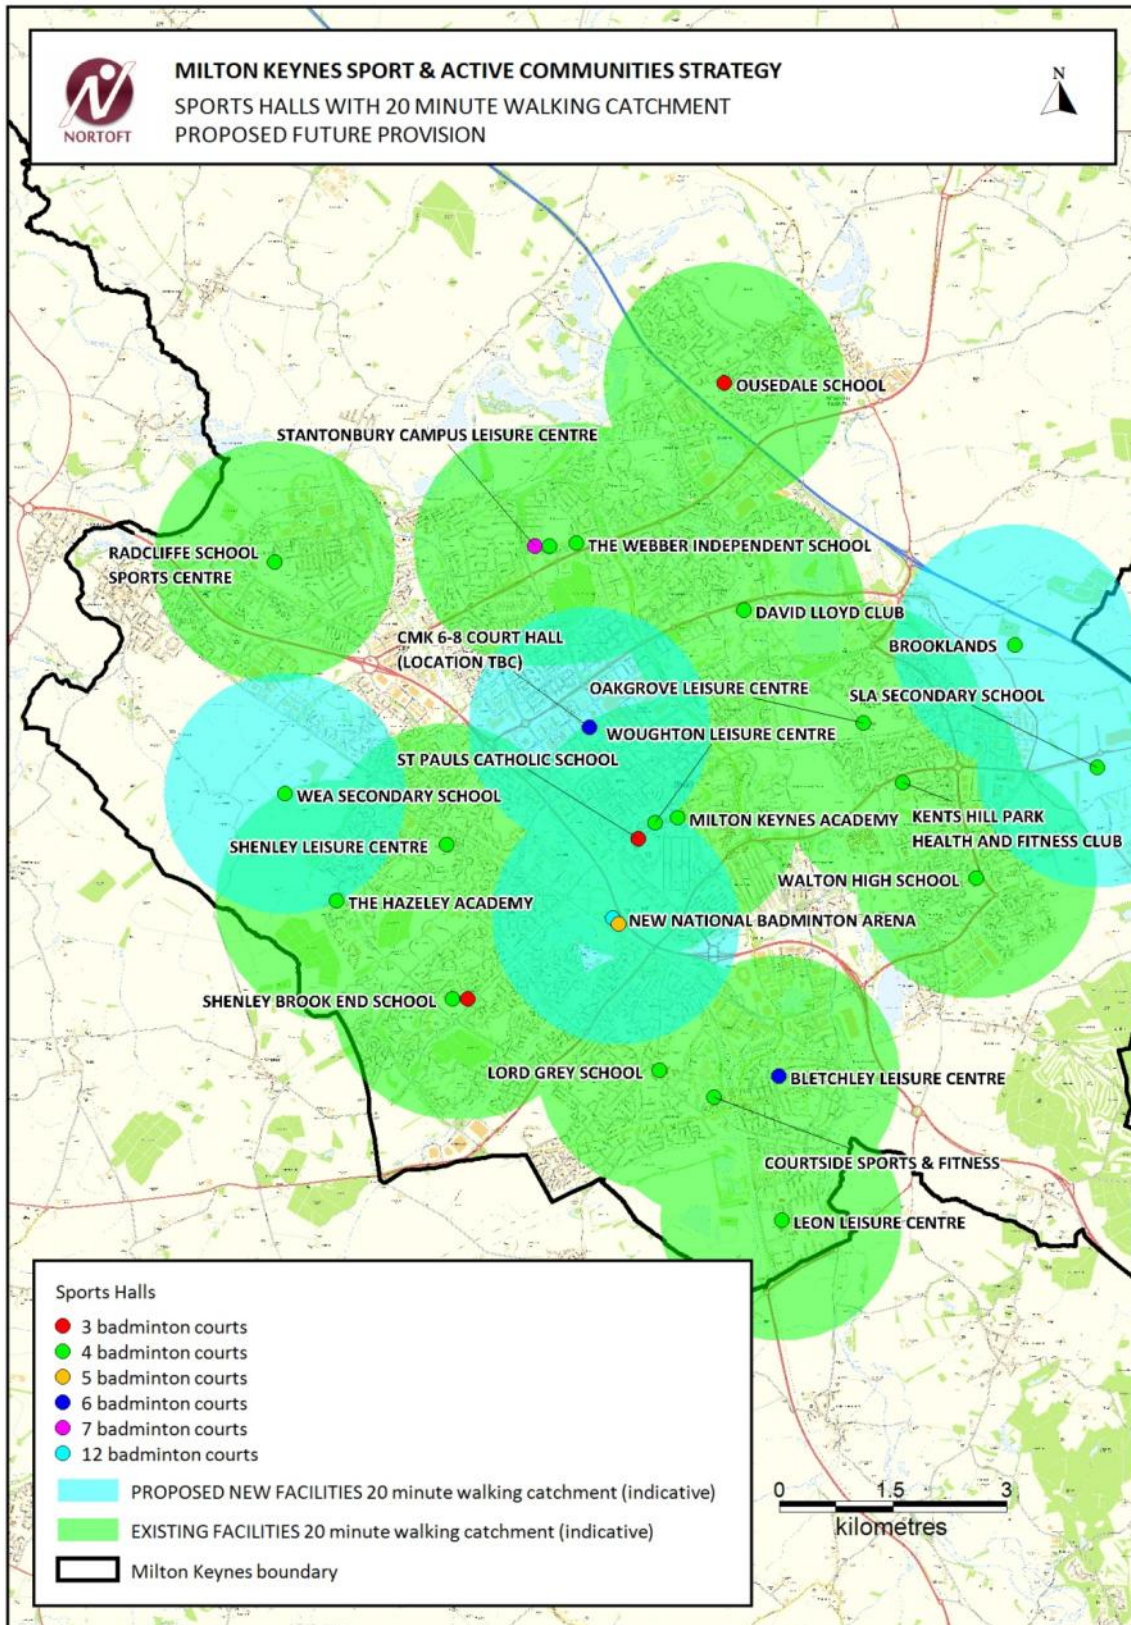 MILTON KEYNES SPORT & ACTIVE COMMUNITIES STRATEGY
SPORTS HALLS WITH 20 MINUTE WALKING CATCHMENT
PROPOSED FUTURE PROVISION
NORTOFT
N
OUSEDALE SCHOOL
STANTONBURY CAMPUS LEISURE CENTRE
THE WEBBER INDEPENDENT SCHOOL
RADCLIFFE SCHOOL
SPORTS CENTRE
DAVID LLOYD CLUB
CMK 6-8 COURT HALL
(LOCATION TBC)
BROOKLANDS
OAKGROVE LEISURE CENTRE
SLA SECONDARY SCHOOL
WOUGHTON LEISURE CENTRE
ST PAULS CATHOLIC SCHOOL
WEA SECONDARY SCHOOL
MILTON KEYNES ACADEMY
KENTS HILL PARK
HEALTH AND FITNESS CLUB
SHENLEY LEISURE CENTRE
WALTON HIGH SCHOOL
THE HAZELEY ACADEMY
NEW NATIONAL BADMINTON ARENA
SHENLEY BROOK END SCHOOL
LORD GREY SCHOOL
BLETCHLEY LEISURE CENTRE
COURTSIDE SPORTS & FITNESS
LEON LEISURE CENTRE
Sports Halls
3 badminton courts
4 badminton courts
5 badminton courts
6 badminton courts
7 badminton courts
12 badminton courts
PROPOSED NEW FACILITIES 20 minute walking catchment (indicative)
EXISTING FACILITIES 20 minute walking catchment (indicative)
Milton Keynes boundary
0 1.5 3
kilometres